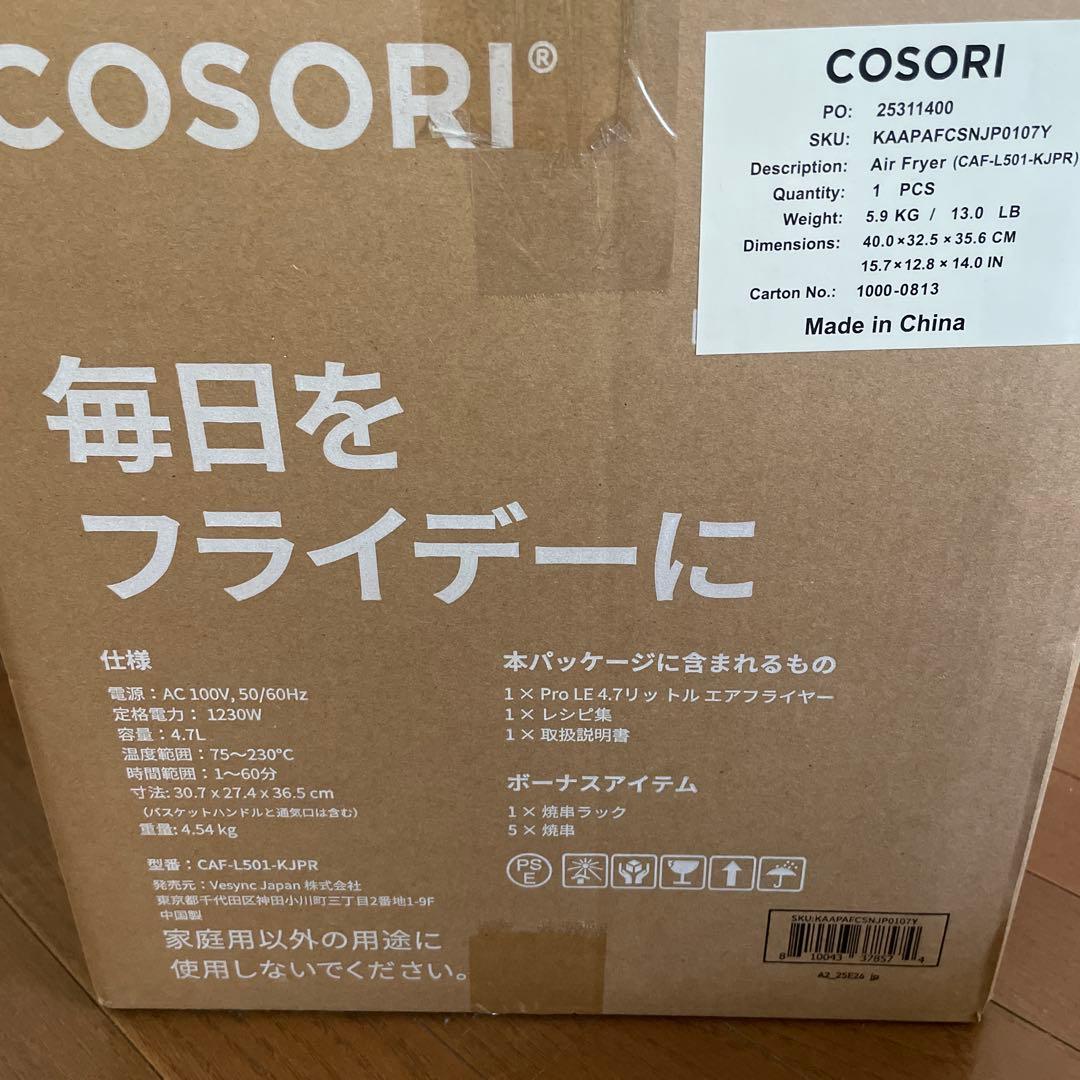 COSORI®
COSORI
PO: 25311400
SKU: KAAPAFCSNJP0107Y
Description: Air Fryer (CAF-L501-KJPR)
Quantity: 1 PCS
Weight: 5.9 KG / 13.0 LB
Dimensions: 40.0×32.5×35.6 CM
15.7×12.8×14.0 IN
Carton No.: 1000-0813
Made in China
毎日を
フライデーに
仕様
電源：AC 100V, 50/60Hz
定格電力： 1230W
容量：4.7L
温度範囲：75〜230℃
時間範囲：1〜60分
寸法: 30.7 x 27.4 x 36.5 cm
（バスケットハンドルと通気口は含む）
重量: 4.54 kg
型番：CAF-L501-KJPR
発売元：Vesync Japan 株式会社
東京都千代田区神田小川町三丁目2番地1-9F
中国製
家庭用以外の用途に
使用しないでください。
本パッケージに含まれるもの
1 × Pro LE 4.7リットル エアフライヤー
1 × レシピ集
1 × 取扱説明書
ボーナスアイテム
1 × 焼串ラック
5 × 焼串
PS
E
SKU:KAAPAFCSNJP0107Y
8 10043 37857 4
A2_25E26 jp